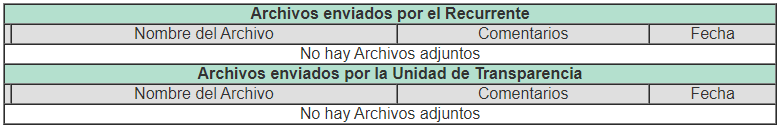 Archivos enviados por el Recurrente
Nombre del Archivo Comentarios Fecha
No hay Archivos adjuntos
Archivos enviados por la Unidad de Transparencia
Nombre del Archivo Comentarios Fecha
No hay Archivos adjuntos